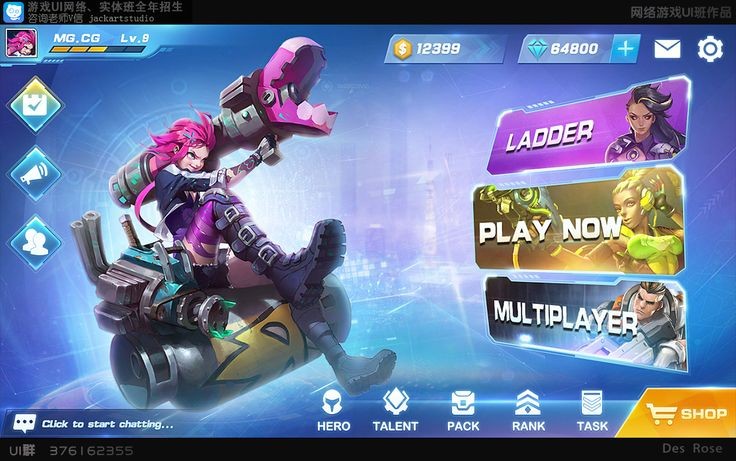 游戏UI网络、实体班全年招生
咨询老师V信 jackartstudio
网络游戏UI班作品
MG.CG Lv.9
12399
64800
LADDER
PLAY NOW
MULTIPLAYER
Click to start chatting...
HERO
TALENT
PACK
RANK
TASK
SHOP
UI群 376162355
Des Rose